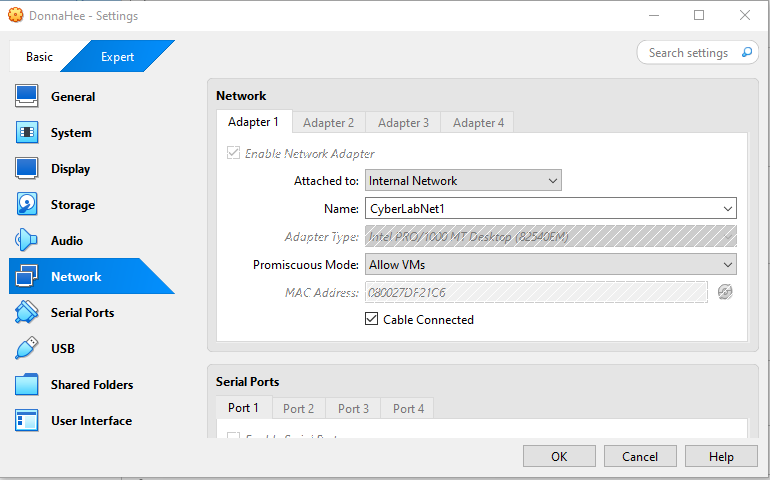 DonnaHee - Settings
Basic Expert Search settings
General
System
Display
Storage
Audio
Network
Serial Ports
USB
Shared Folders
User Interface
Network
Adapter 1 Adapter 2 Adapter 3 Adapter 4
Enable Network Adapter
Attached to: Internal Network
Name: CyberLabNet1
Adapter Type: Intel PRO/1000 MT Desktop (82540EM)
Promiscuous Mode: Allow VMs
MAC Address: 080027DF21C6
Cable Connected
Serial Ports
Port 1 Port 2 Port 3 Port 4
OK Cancel Help